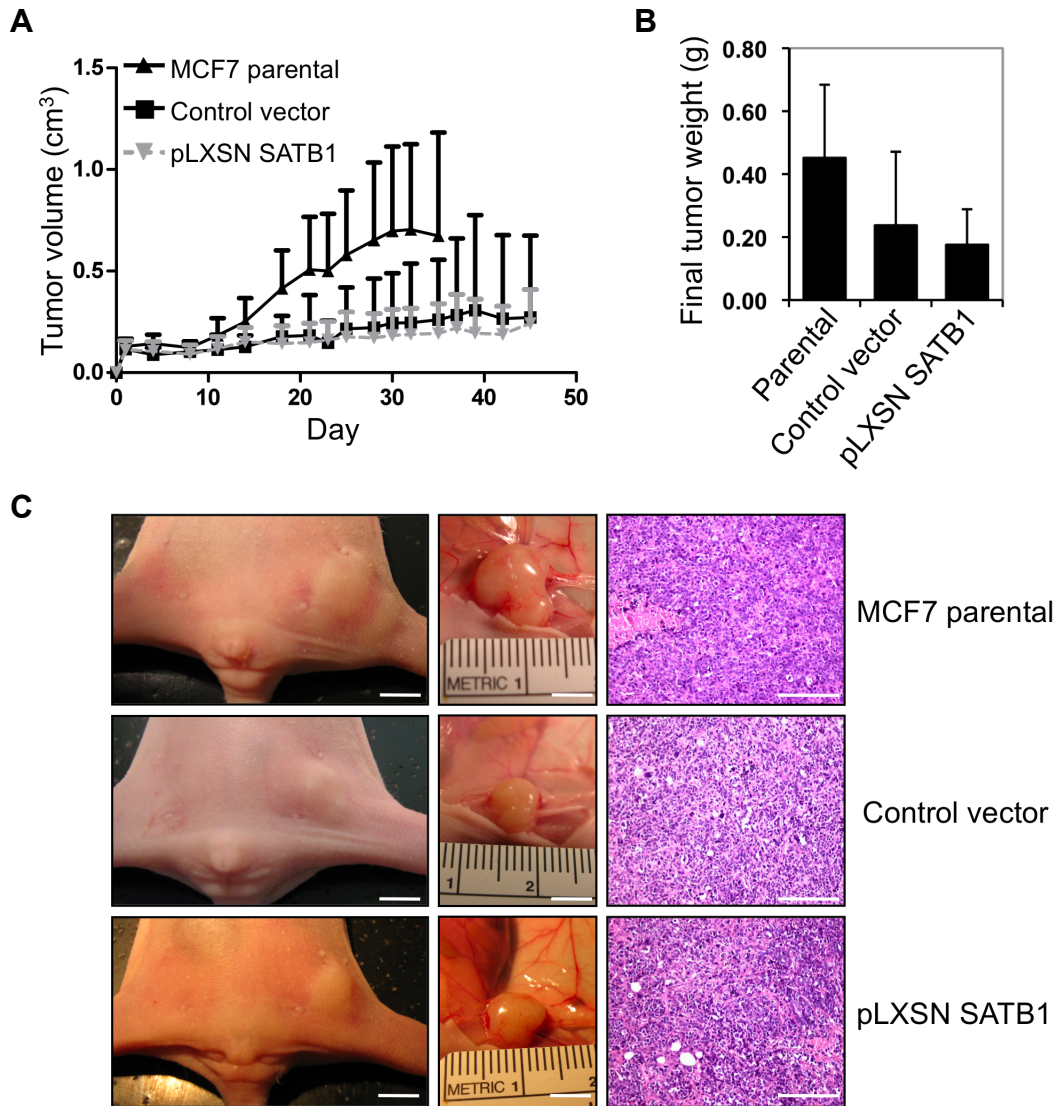 A
MCF7 parental
Control vector
pLXSN SATB1
Tumor volume (cm³)
1.5
1.0
0.5
0.0
0 10 20 30 40 50
Day
B
Final tumor weight (g)
0.80
0.60
0.40
0.20
0.00
Parental
Control vector
pLXSN SATB1
C
METRIC 1
MCF7 parental
1 2
Control vector
METRIC 1 2
pLXSN SATB1